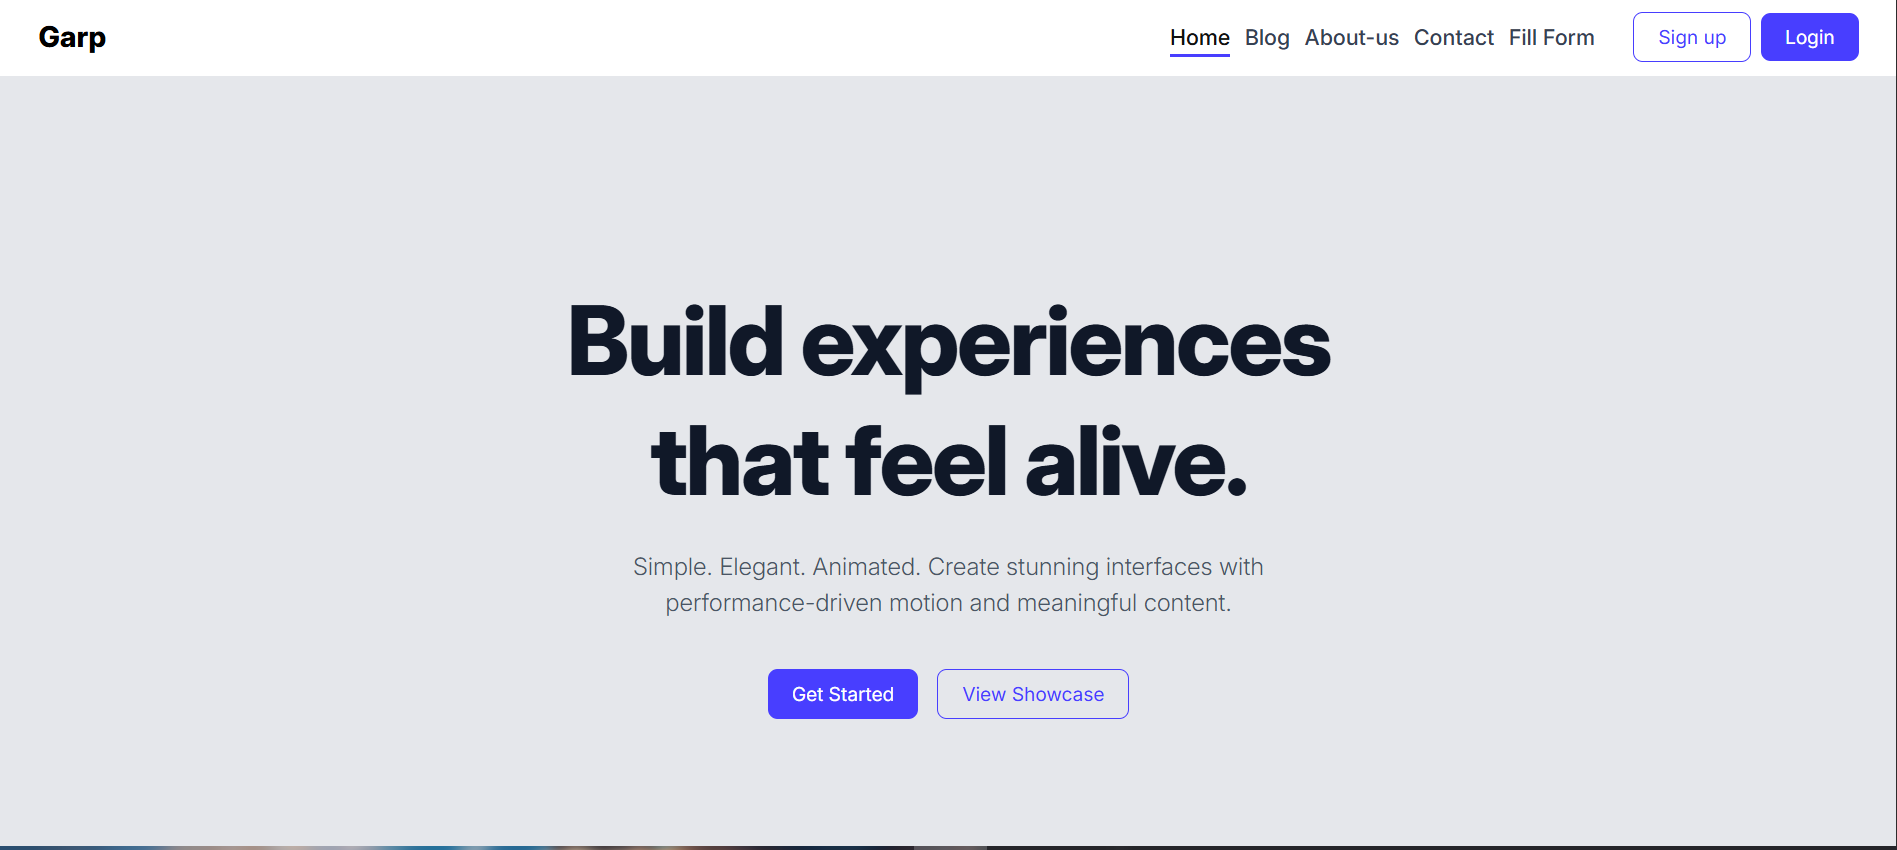 Garp
Home Blog About-us Contact Fill Form Sign up Login
Build experiences
that feel alive.
Simple. Elegant. Animated. Create stunning interfaces with
performance-driven motion and meaningful content.
Get Started View Showcase